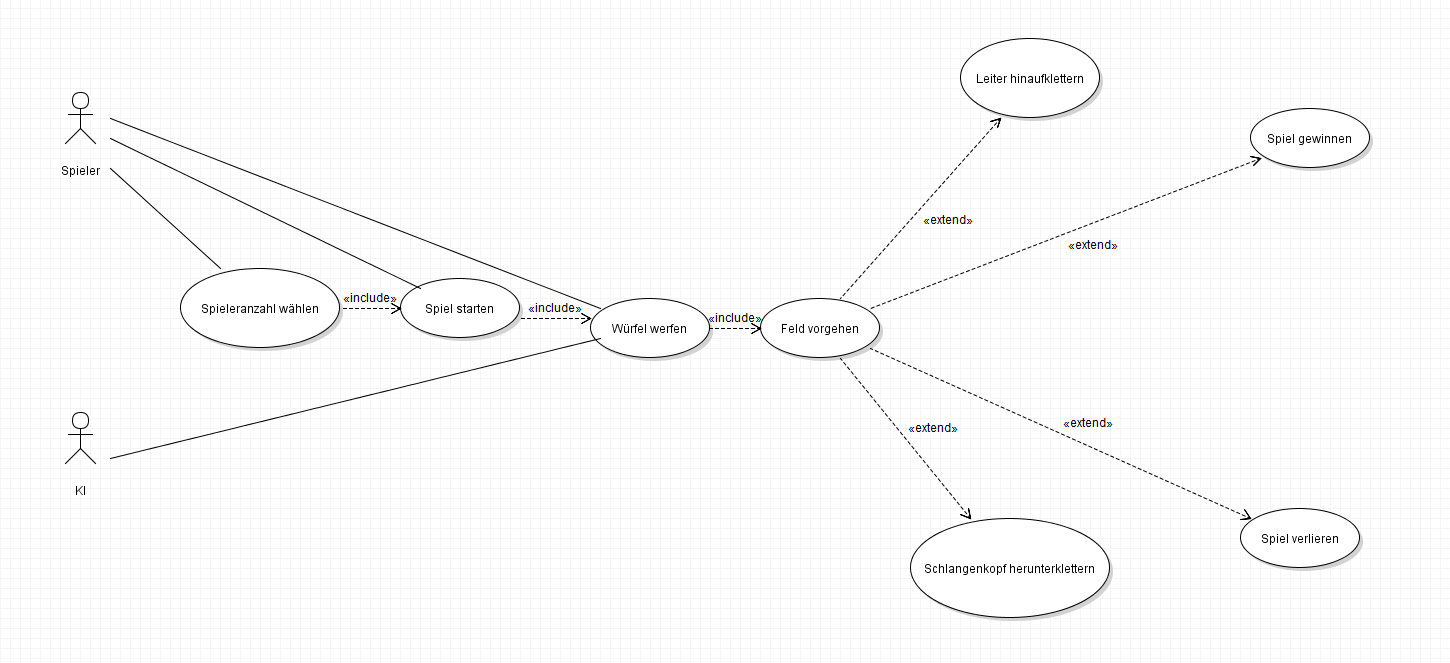 Leiter hinaufklettern
Spiel gewinnen
Spieler
«extend»
«extend»
«include»
Spieleranzahl wählen
Spiel starten
«include»
«include»
Würfel werfen
Feld vorgehen
«extend»
«extend»
KI
Schlangenkopf herunterklettern
Spiel verlieren